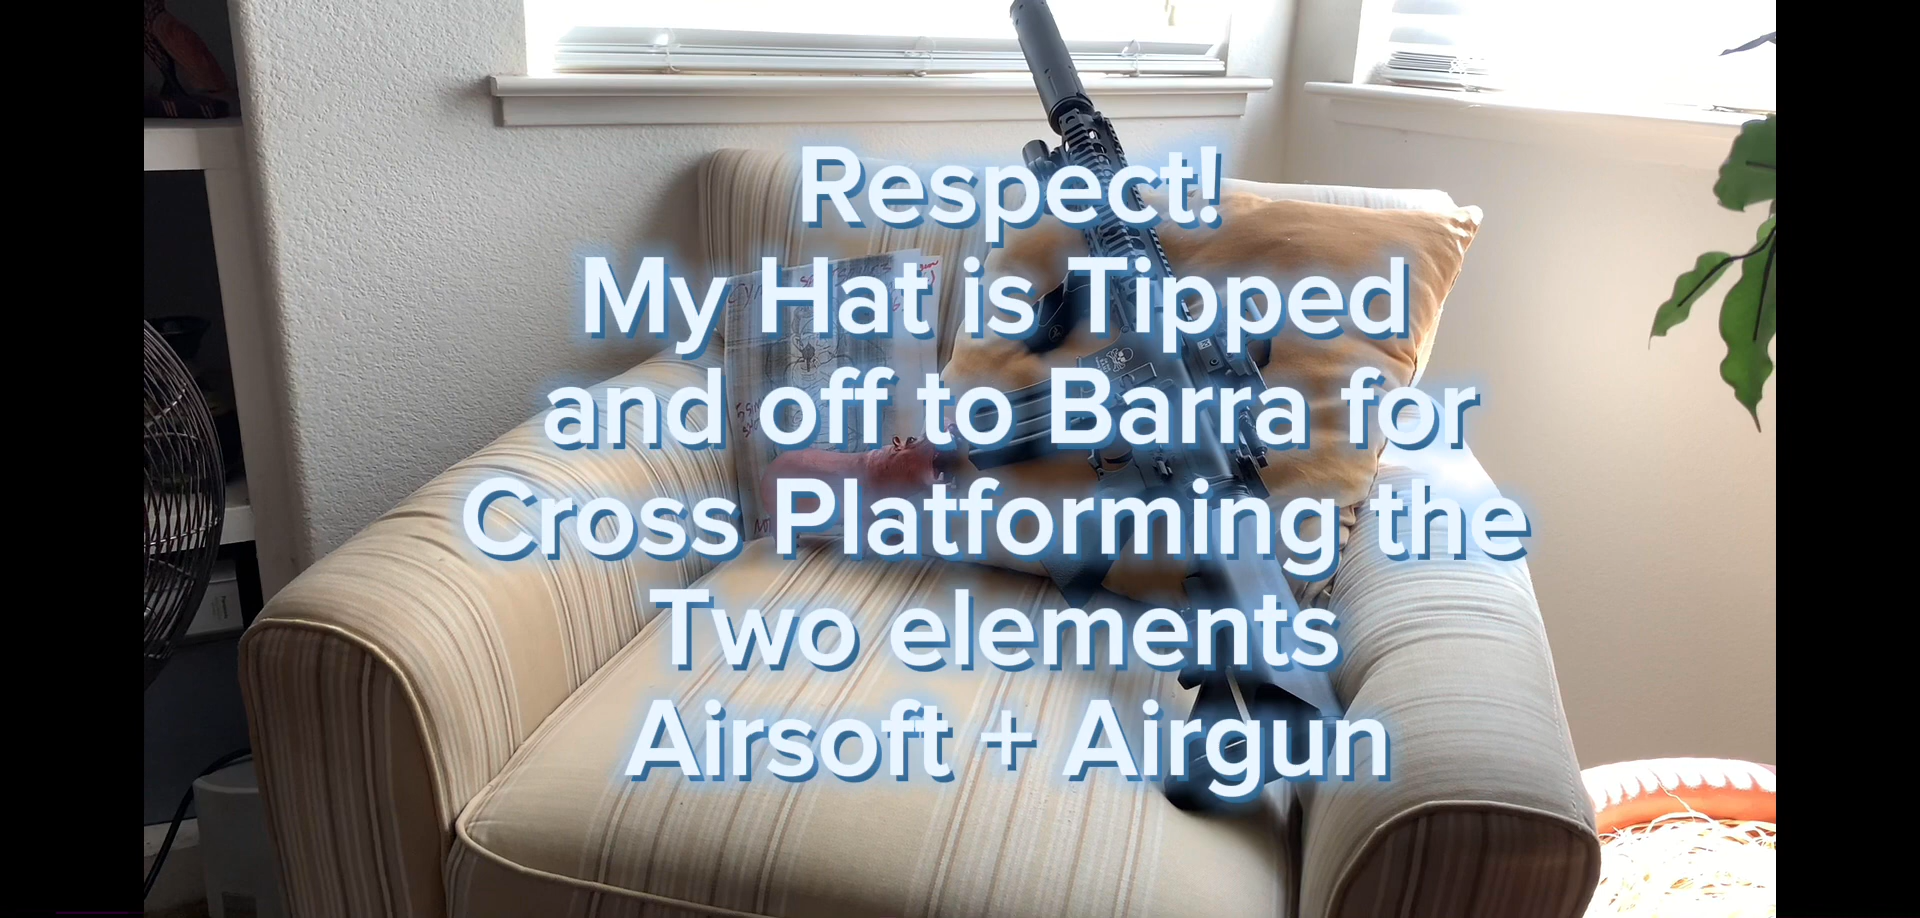 Respect!
My Hat is Tipped
and off to Barra for
Cross Platforming the
Two elements
Airsoft + Airgun